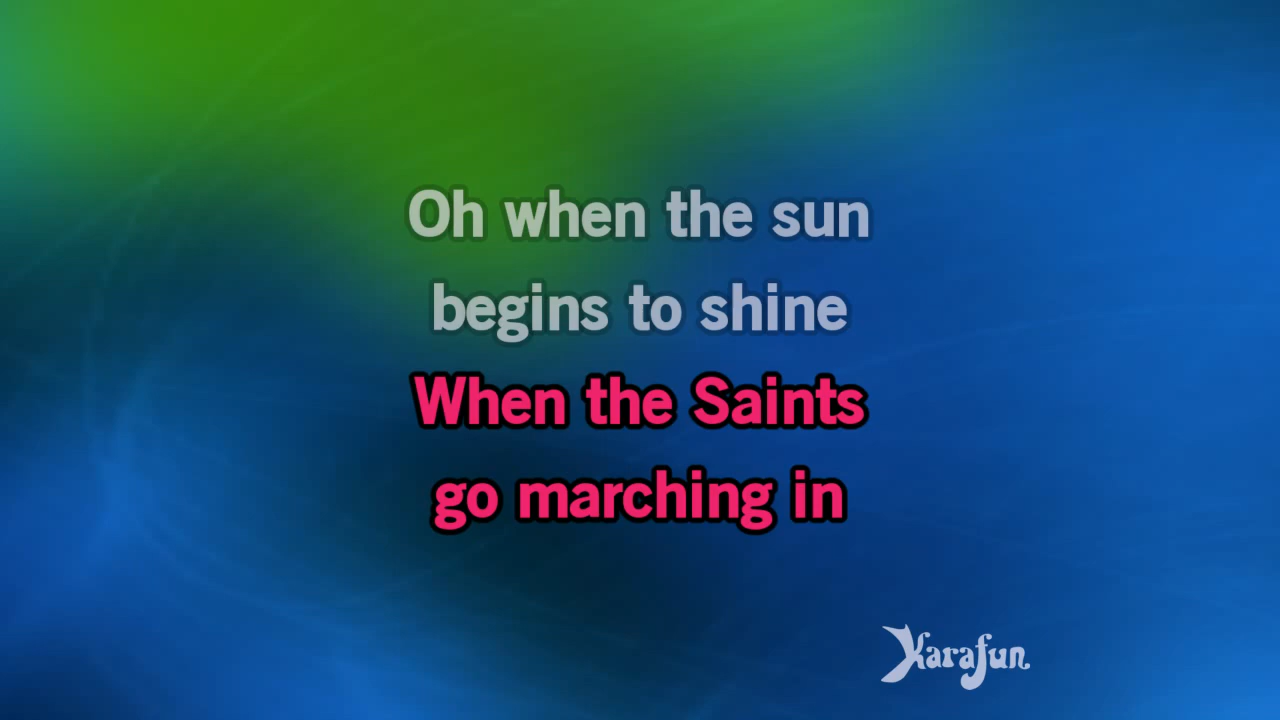 Oh when the sun
begins to shine
When the Saints
go marching in
Karafun